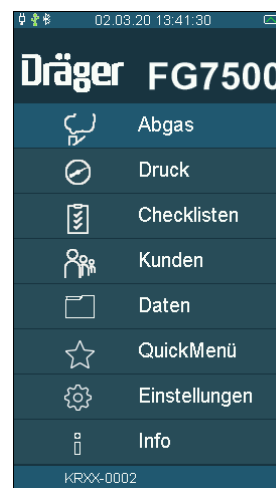 02.03.20 13:41:30
Dräger FG7500
Abgas
Druck
Checklisten
Kunden
Daten
QuickMenü
Einstellungen
Info
KRXX-0002